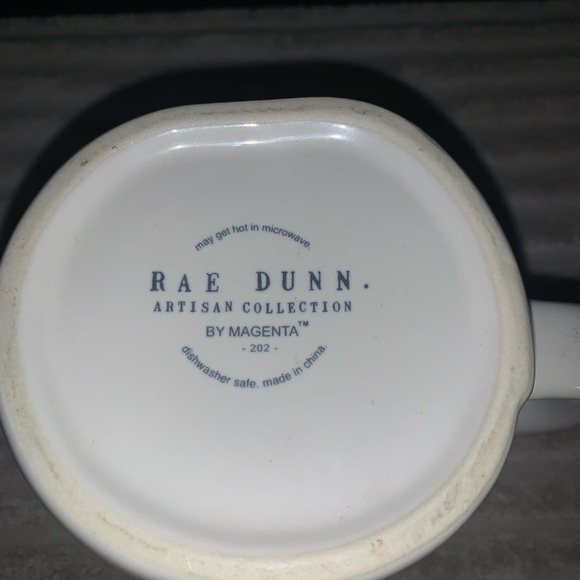 may get hot in microwave.
RAE DUNN.
ARTISAN COLLECTION
BY MAGENTA™
- 202 -
dishwasher safe. made in china.